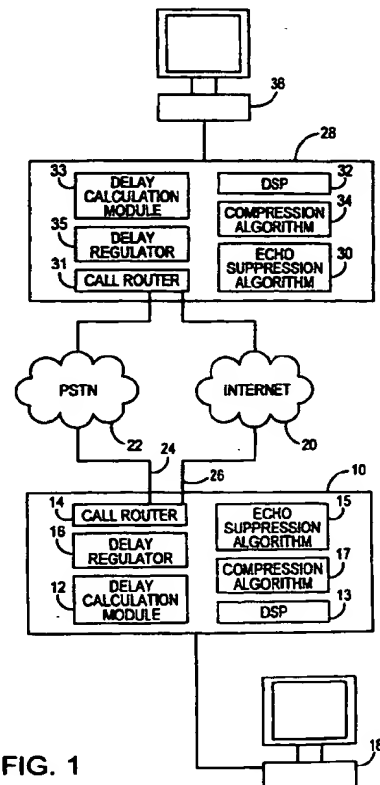 36
28
33
DELAY
CALCULATION
MODULE
DSP
32
35
DELAY
REGULATOR
COMPRESSION
ALGORITHM
34
31
CALL ROUTER
ECHO
SUPPRESSION
ALGORITHM
30
PSTN
INTERNET
22
24
20
26
10
14
CALL ROUTER
ECHO
SUPPRESSION
ALGORITHM
15
16
DELAY
REGULATOR
COMPRESSION
ALGORITHM
17
12
DELAY
CALCULATION
MODULE
DSP
13
FIG. 1
18